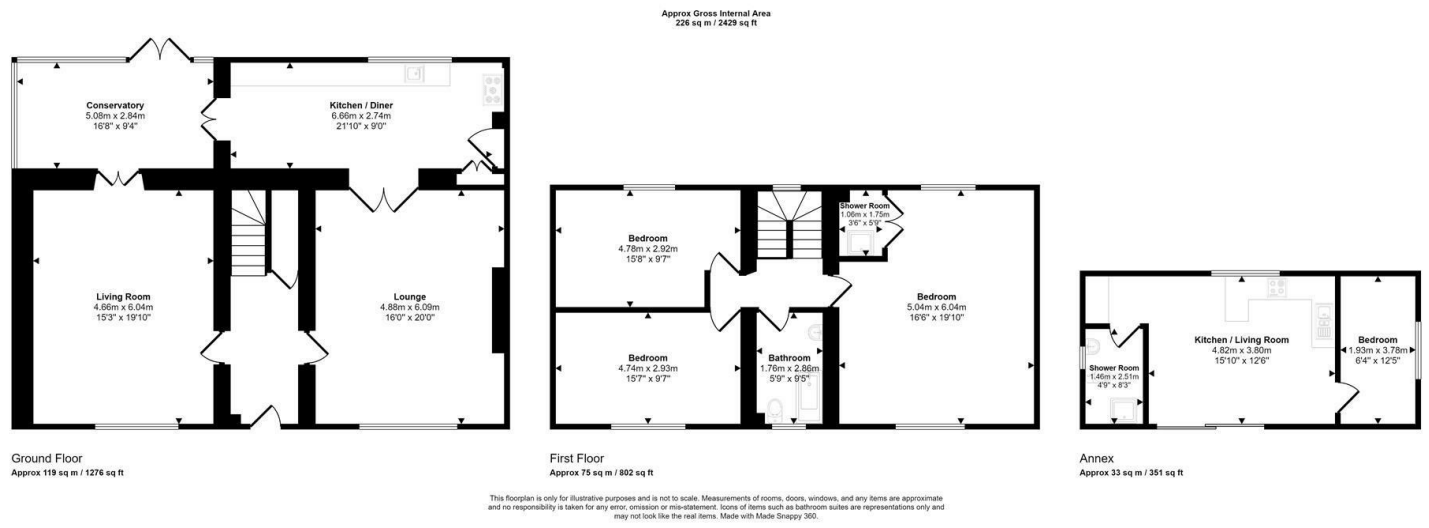 Approx Gross Internal Area
226 sq m / 2429 sq ft
Conservatory
5.08m x 2.84m
16'8" x 9'4"
Kitchen / Diner
6.66m x 2.74m
21'10" x 9'0"
Living Room
4.66m x 6.04m
15'3" x 19'10"
Lounge
4.88m x 6.09m
16'0" x 20'0"
Ground Floor
Approx 119 sq m / 1276 sq ft
Bedroom
4.78m x 2.92m
15'8" x 9'7"
Shower Room
1.06m x 1.75m
3'6" x 5'9"
Bedroom
5.04m x 6.04m
16'6" x 19'10"
Bedroom
4.74m x 2.93m
15'7" x 9'7"
Bathroom
1.76m x 2.86m
5'9" x 9'5"
First Floor
Approx 75 sq m / 802 sq ft
Kitchen / Living Room
4.82m x 3.80m
15'10" x 12'6"
Bedroom
1.93m x 3.78m
6'4" x 12'5"
Shower Room
1.46m x 2.51m
4'9" x 8'3"
Annex
Approx 33 sq m / 351 sq ft
This floorplan is only for illustrative purposes and is not to scale. Measurements of rooms, doors, windows, and any items are approximate
and no responsibility is taken for any error, omission or mis-statement. Icons of items such as bathroom suites are representations only and
may not look like the real items. Made with Made Snappy 360.